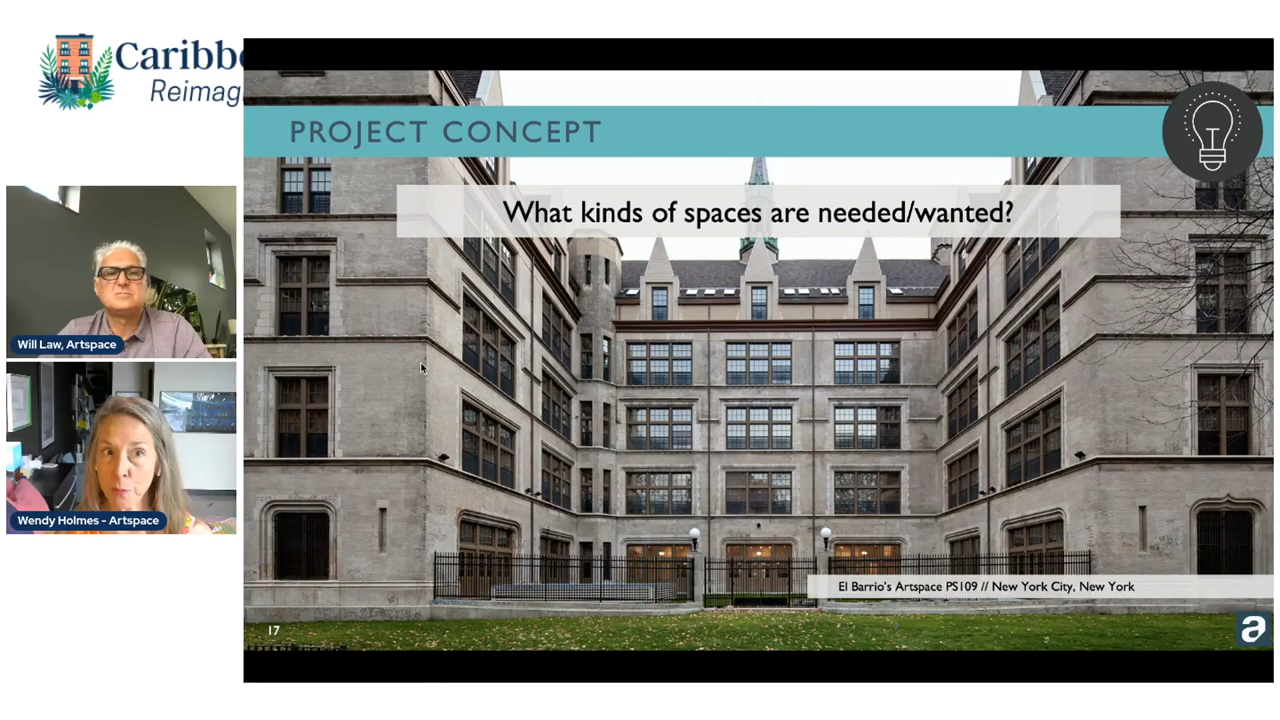 Caribbe
Reimag
PROJECT CONCEPT
What kinds of spaces are needed/wanted?
Will Law, Artspace
Wendy Holmes - Artspace
El Barrio's Artspace PS109 // New York City, New York
17
a